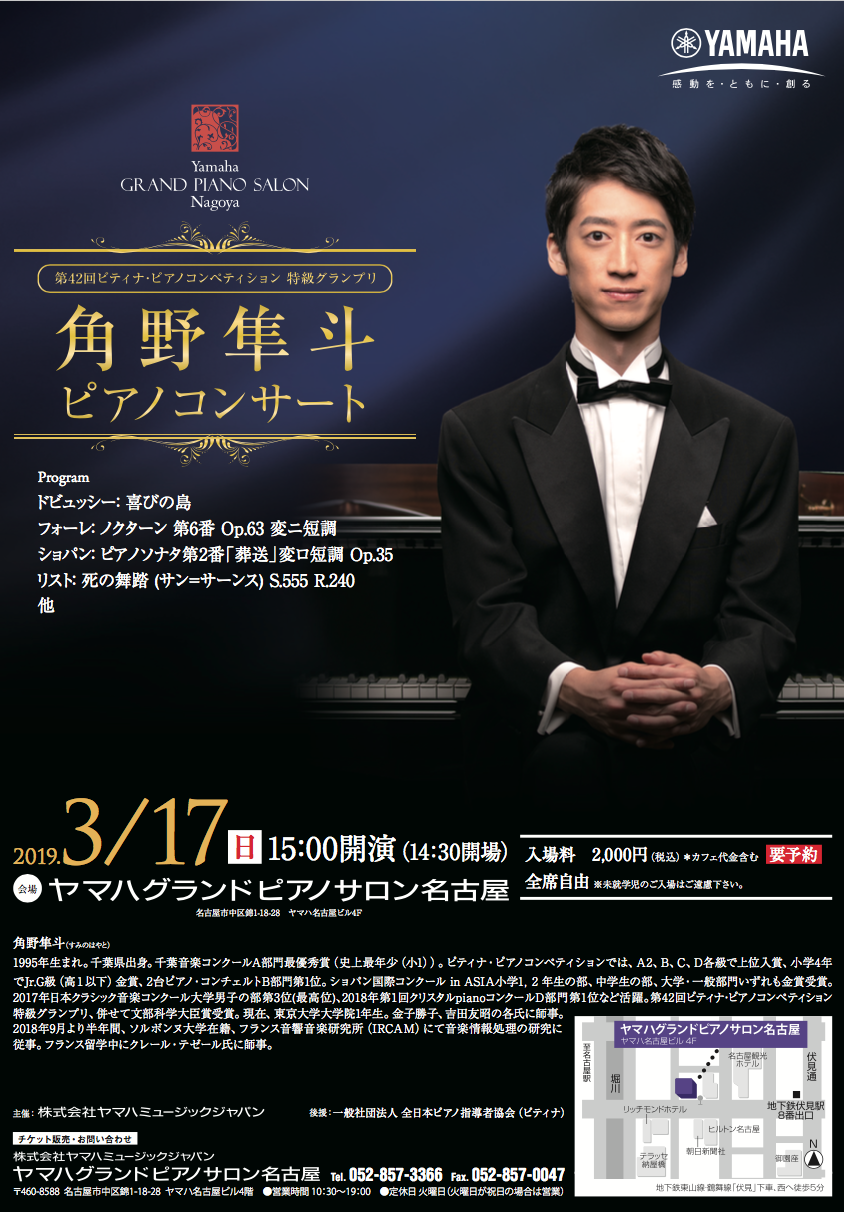 YAMAHA
感動を・ともに・創る
Yamaha
GRAND PIANO SALON
Nagoya
第42回ピティナ・ピアノコンペティション 特級グランプリ
角野隼斗
ピアノコンサート
Program
ドビュッシー: 喜びの島
フォーレ: ノクターン 第6番 Op.63 変ニ短調
ショパン: ピアノソナタ第2番「葬送」変ロ短調 Op.35
リスト: 死の舞踏 (サン=サーンス) S.555 R.240
他
2019.3/17 日 15:00開演 (14:30開場)
会場 ヤマハグランドピアノサロン名古屋
名古屋市中区錦1-18-28 ヤマハ名古屋ビル4F
入場料 2,000円(税込) *カフェ代金含む 要予約
全席自由 ※未就学児のご入場はご遠慮下さい。
角野隼斗(すみのはやと)
1995年生まれ。千葉県出身。千葉音楽コンクールA部門最優秀賞(史上最年少(小1))。ピティナ・ピアノコンペティションでは、A2、B、C、D各級で上位入賞、小学4年
でJr.G級(高1以下)金賞、2台ピアノ・コンチェルトB部門第1位。ショパン国際コンクール in ASIA小学1, 2年生の部、中学生の部、大学・一般部門いずれも金賞受賞。
2017年日本クラシック音楽コンクール大学男子の部第3位(最高位)、2018年第1回クリスタルpianoコンクールD部門第1位など活躍。第42回ピティナ・ピアノコンペティション
特級グランプリ、併せて文部科学大臣賞受賞。現在、東京大学大学院1年生。金子勝子、吉田友昭の各氏に師事。
2018年9月より半年間、ソルボンヌ大学在籍、フランス音響音楽研究所(IRCAM)にて音楽情報処理の研究に
従事。フランス留学中にクレール・テゼール氏に師事。
主催: 株式会社ヤマハミュージックジャパン
後援: 一般社団法人 全日本ピアノ指導者協会(ピティナ)
チケット販売・お問い合わせ
株式会社ヤマハミュージックジャパン
ヤマハグランドピアノサロン名古屋 Tel. 052-857-3366 Fax. 052-857-0047
〒460-8588 名古屋市中区錦1-18-28 ヤマハ名古屋ビル4階 ●営業時間 10:30〜19:00 ●定休日 火曜日(火曜日が祝日の場合は営業)
ヤマハグランドピアノサロン名古屋
ヤマハ名古屋ビル 4F
至名古屋駅
堀川
名古屋観光
ホテル
伏見通
リッチモンドホテル
地下鉄伏見駅
8番出口
ヒルトン名古屋
テラッセ
納屋橋
朝日新聞社
御園座
N
地下鉄東山線・鶴舞線「伏見」下車、西へ徒歩5分